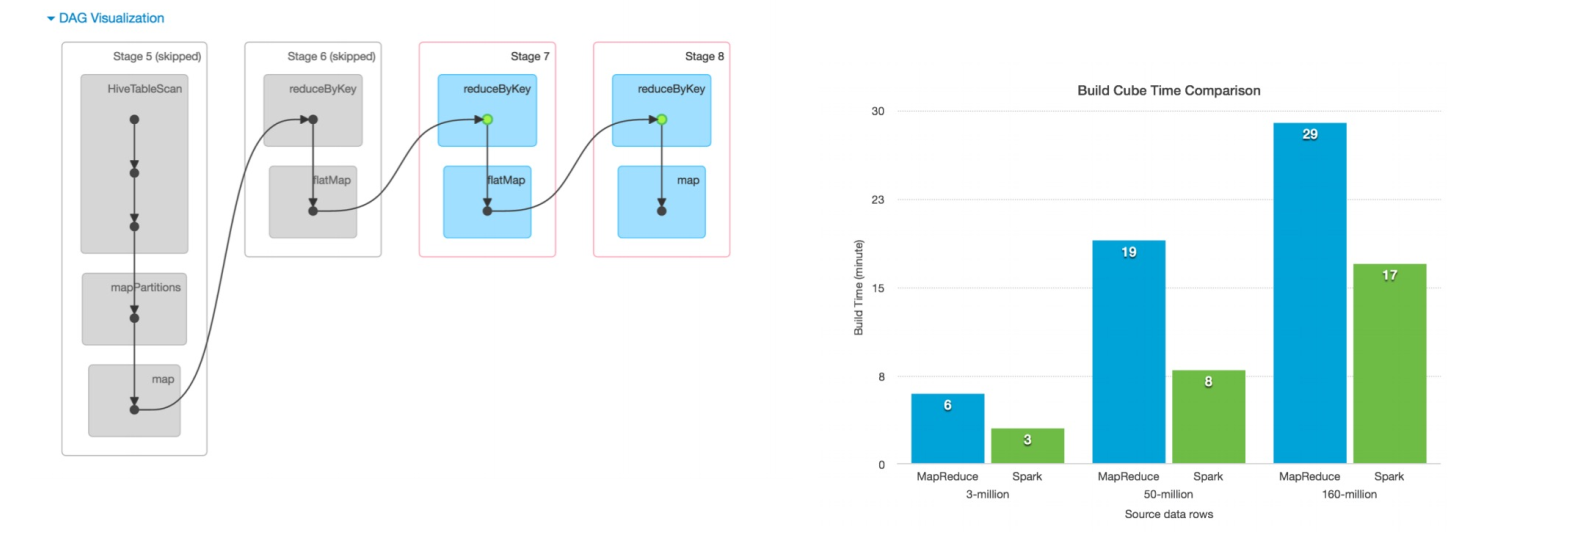 DAG Visualization
Stage 5 (skipped)
HiveTableScan
mapPartitions
map
Stage 6 (skipped)
reduceByKey
flatMap
Stage 7
reduceByKey
flatMap
Stage 8
reduceByKey
map
Build Cube Time Comparison
Build Time (minute)
30
23
15
8
0
6
3
19
8
29
17
MapReduce Spark MapReduce Spark MapReduce Spark
3-million 50-million 160-million
Source data rows